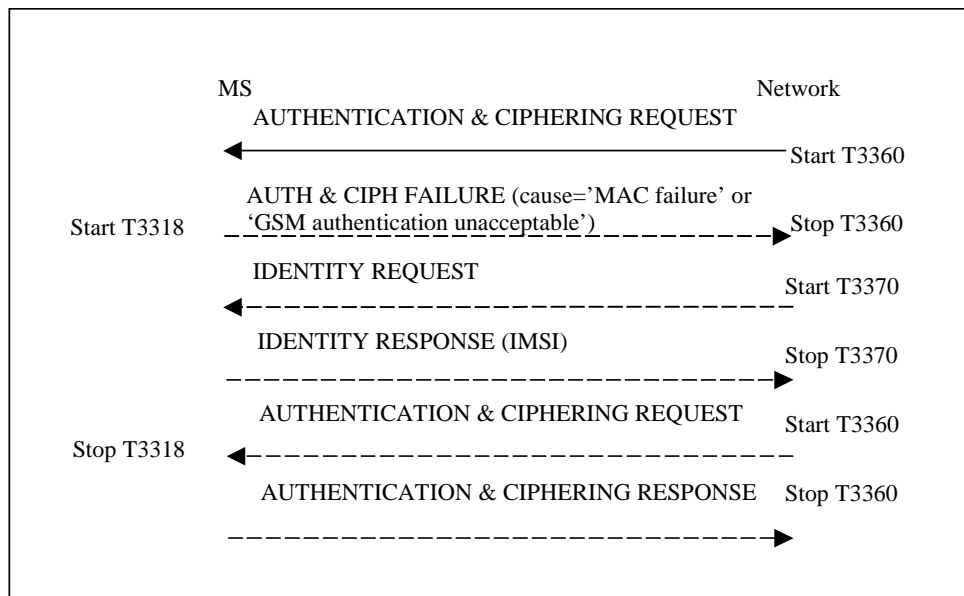 MS
Network
AUTHENTICATION & CIPHERING REQUEST
Start T3360
AUTH & CIPH FAILURE (cause=’MAC failure’ or
‘GSM authentication unacceptable’)
Start T3318
Stop T3360
IDENTITY REQUEST
Start T3370
IDENTITY RESPONSE (IMSI)
Stop T3370
AUTHENTICATION & CIPHERING REQUEST
Start T3360
Stop T3318
AUTHENTICATION & CIPHERING RESPONSE
Stop T3360